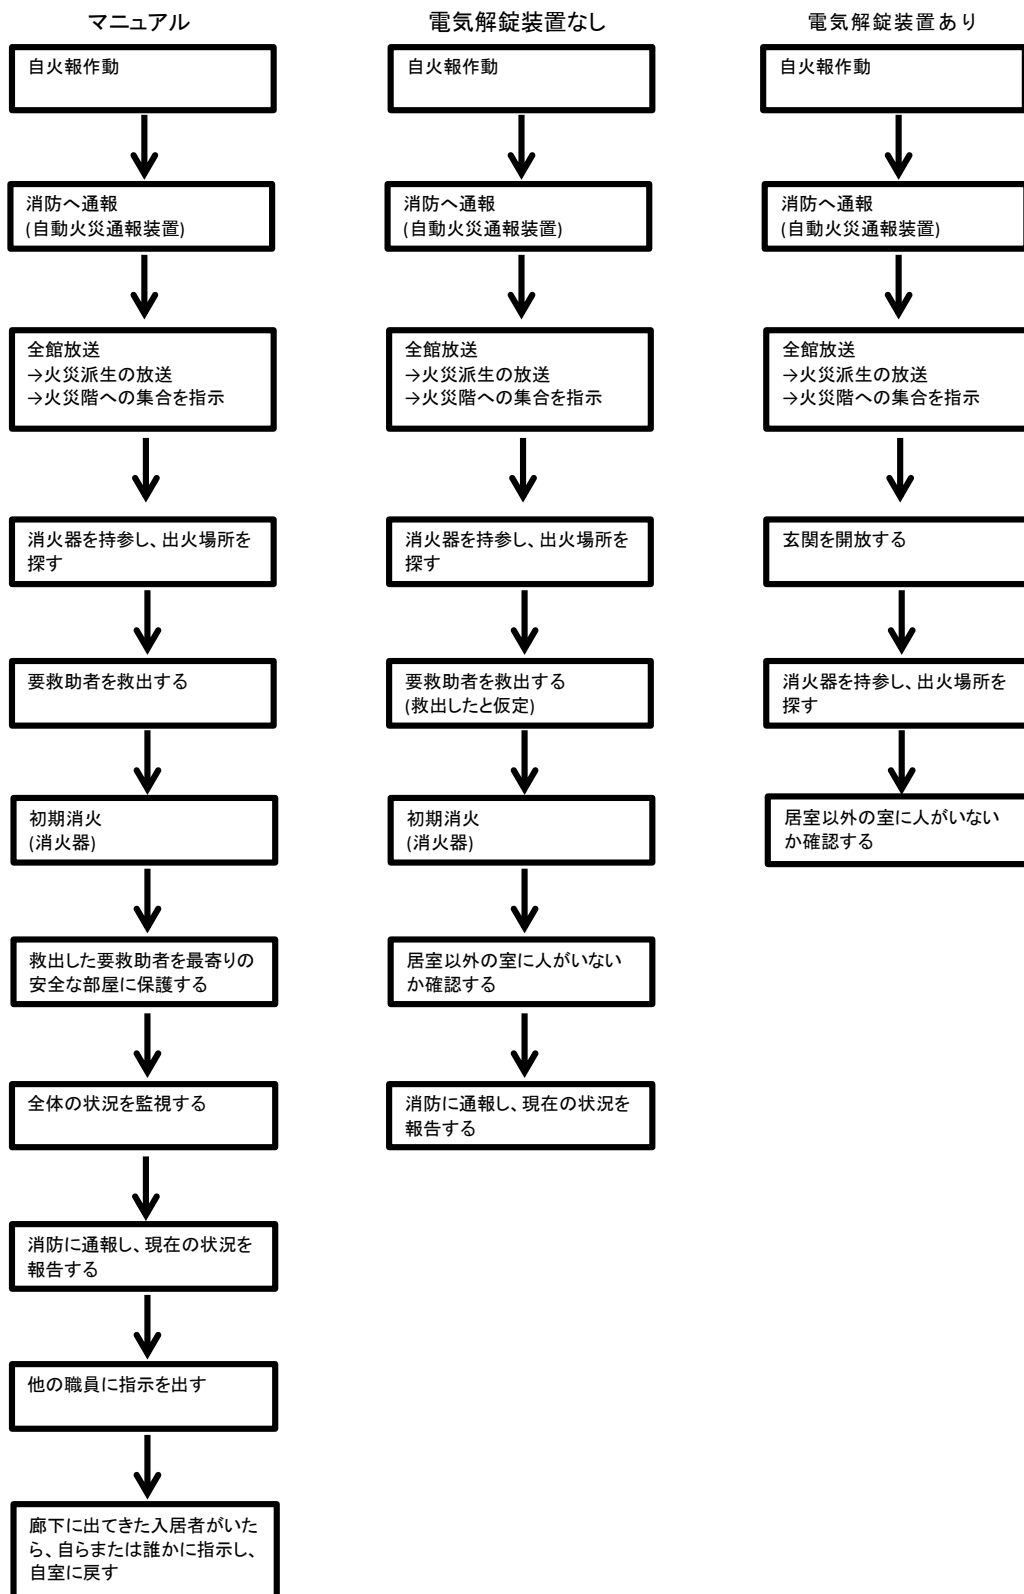 マニュアル
自火報作動
消防へ通報
(自動火災通報装置)
全館放送
→火災派生の放送
→火災階への集合を指示
消火器を持参し、出火場所を
探す
要救助者を救出する
初期消火
(消火器)
救出した要救助者を最寄りの
安全な部屋に保護する
全体の状況を監視する
消防に通報し、現在の状況を
報告する
他の職員に指示を出す
廊下に出てきた入居者がいた
ら、自らまたは誰かに指示し、
自室に戻す
電気解錠装置なし
自火報作動
消防へ通報
(自動火災通報装置)
全館放送
→火災派生の放送
→火災階への集合を指示
消火器を持参し、出火場所を
探す
要救助者を救出する
(救出したと仮定)
初期消火
(消火器)
居室以外の室に人がいない
か確認する
消防に通報し、現在の状況を
報告する
電気解錠装置あり
自火報作動
消防へ通報
(自動火災通報装置)
全館放送
→火災派生の放送
→火災階への集合を指示
玄関を開放する
消火器を持参し、出火場所を
探す
居室以外の室に人がいない
か確認する